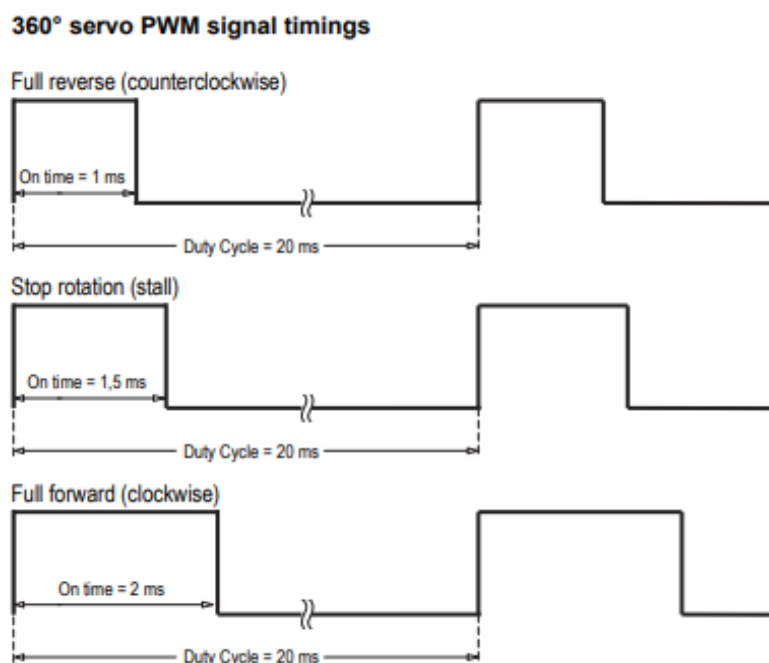 360° servo PWM signal timings
Full reverse (counterclockwise)
On time = 1 ms
Duty Cycle = 20 ms
Stop rotation (stall)
On time = 1,5 ms
Duty Cycle = 20 ms
Full forward (clockwise)
On time = 2 ms
Duty Cycle = 20 ms